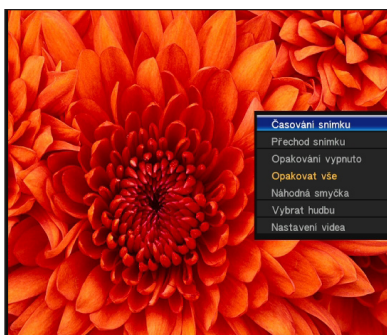 Časování snímku
Přechod snímku
Opakování vypnuto
Opakovat vše
Náhodná smyčka
Vybrat hudbu
Nastavení videa